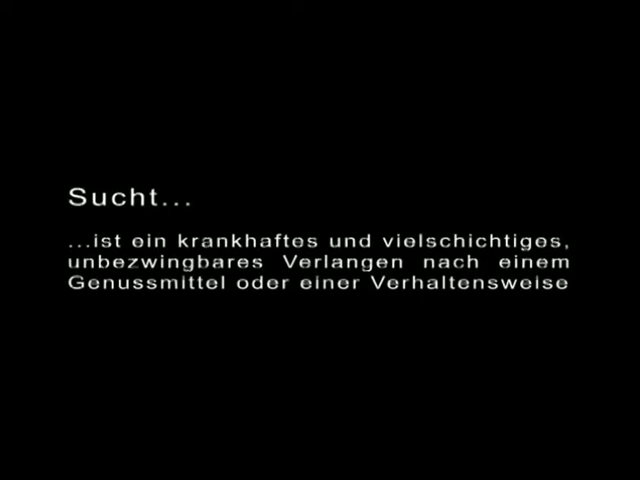 Sucht...
...ist ein krankhaftes und vielschichtiges,
unbezwingbares Verlangen nach einem
Genussmittel oder einer Verhaltensweise